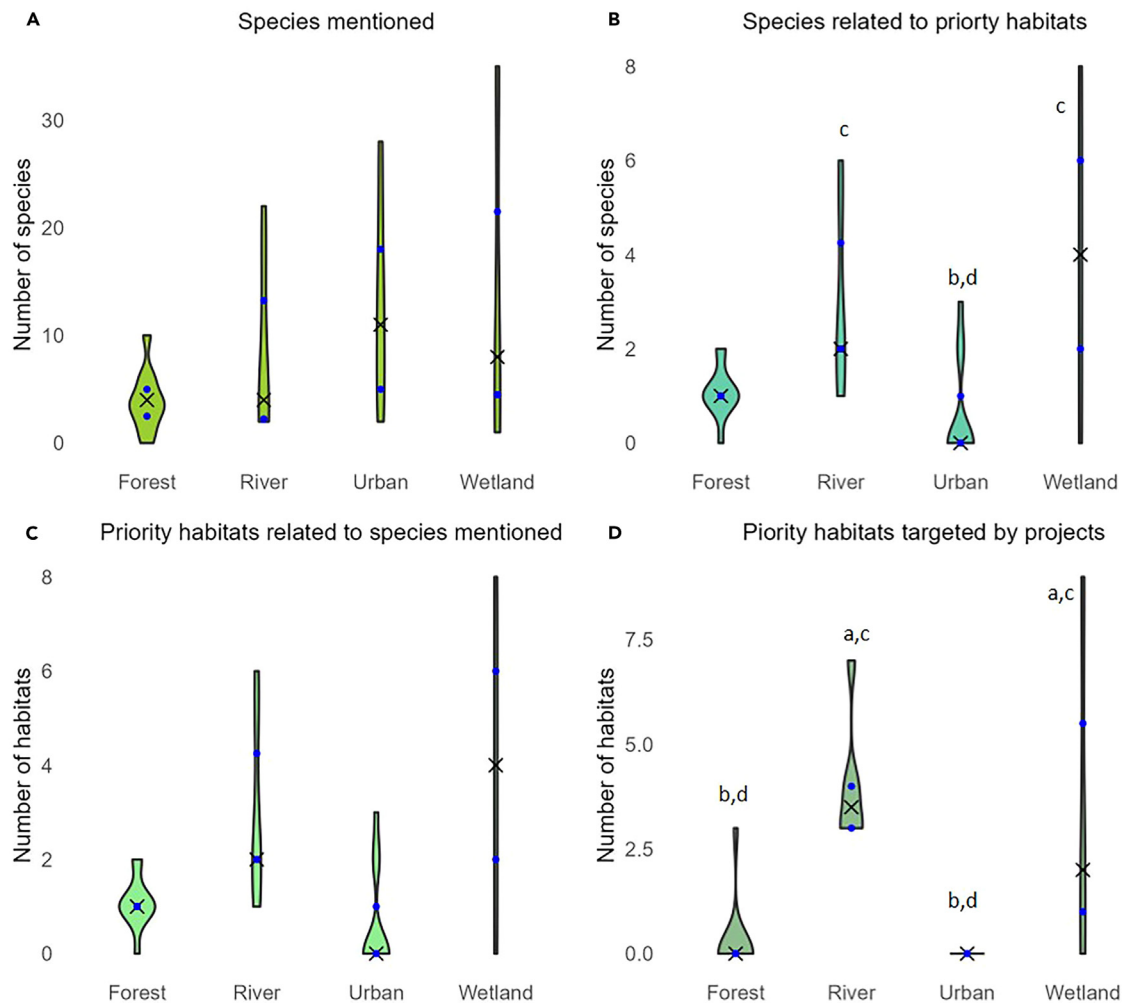 A
Species mentioned
Number of species
30
20
10
0
Forest River Urban Wetland
B
Species related to priorty habitats
Number of species
8
6
4
2
0
c
b,d
c
Forest River Urban Wetland
C
Priority habitats related to species mentioned
Number of habitats
8
6
4
2
0
Forest River Urban Wetland
D
Piority habitats targeted by projects
Number of habitats
7.5
5.0
2.5
0.0
b,d
a,c
b,d
a,c
Forest River Urban Wetland